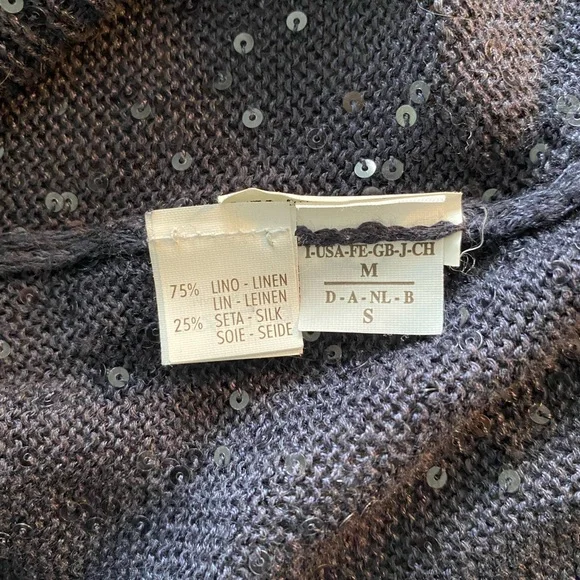 75% LINO - LINEN
LIN - LEINEN
25% SETA - SILK
SOIE - SEIDE
I-USA-FE-GB-J-CH
M
D - A - NL - B
S